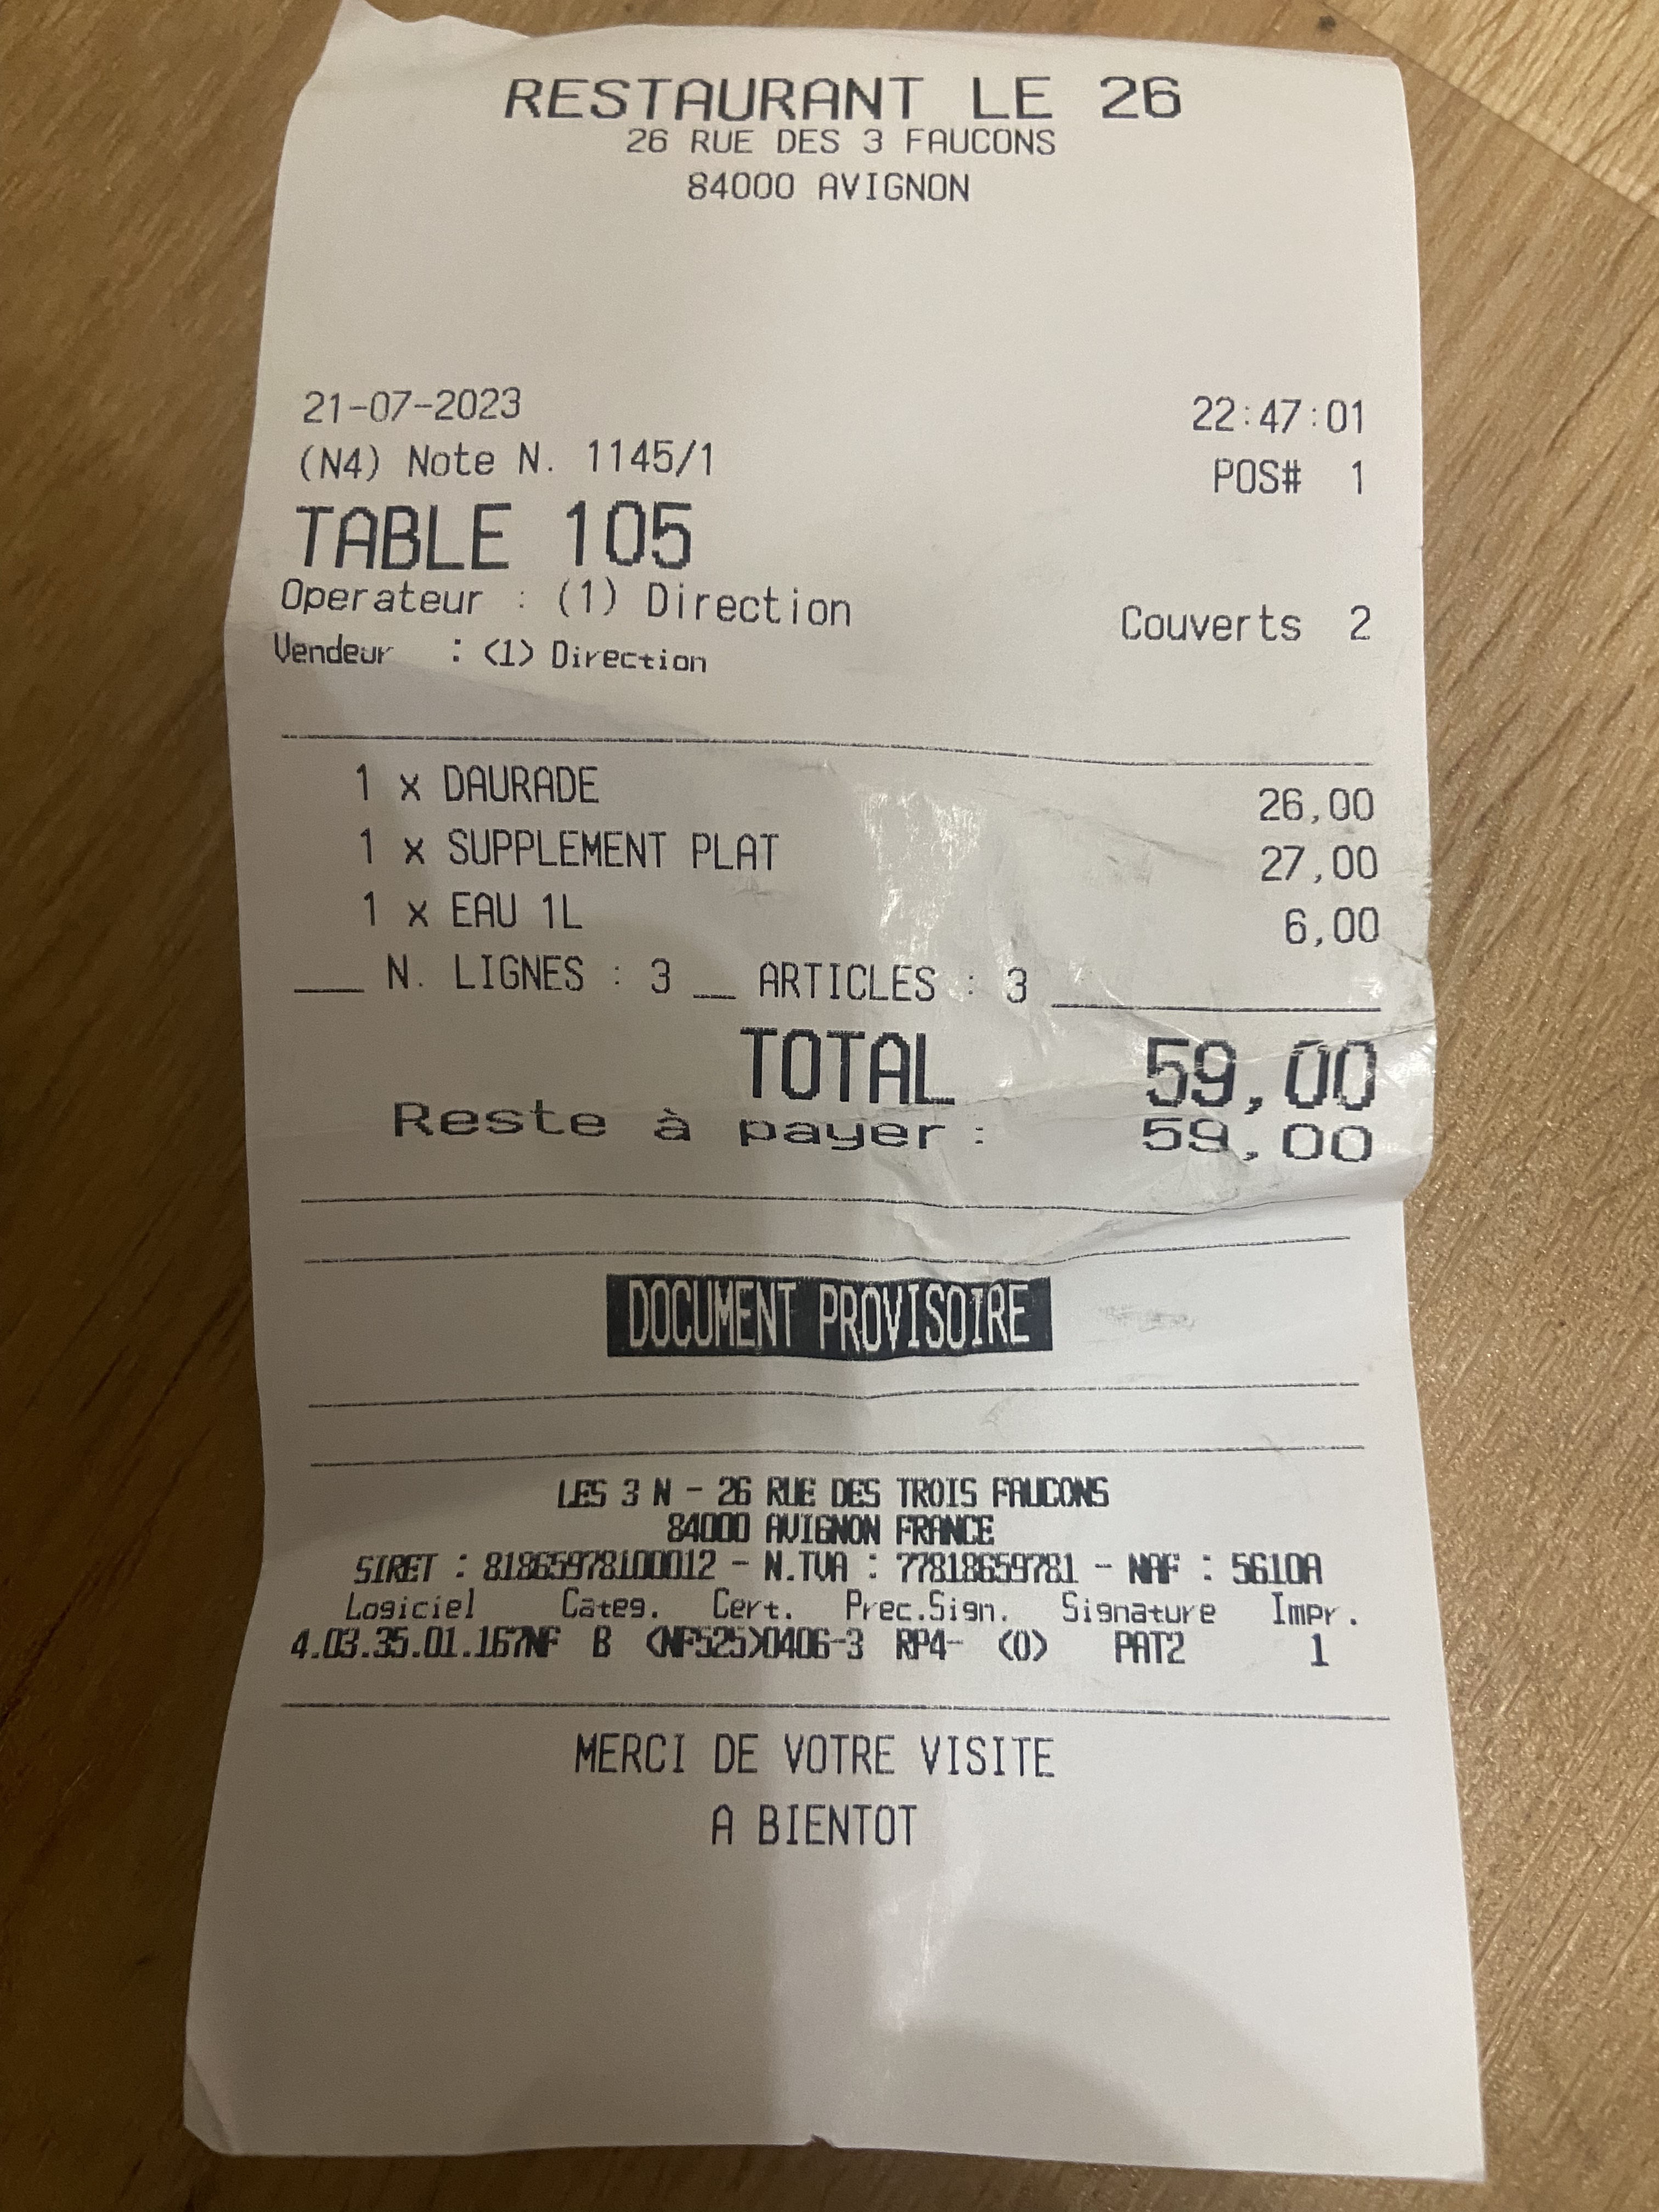 RESTAURANT LE 26
26 RUE DES 3 FAUCONS
84000 AVIGNON
21-07-2023 22:47:01
(N4) Note N. 1145/1 POS# 1
TABLE 105
Operateur : (1) Direction Couverts 2
Vendeur : (1) Direction
1 x DAURADE 26,00
1 x SUPPLEMENT PLAT 27,00
1 x EAU 1L 6,00
N. LIGNES : 3 ARTICLES : 3
TOTAL 59,00
Reste à payer : 59,00
DOCUMENT PROVISOIRE
LES 3 N - 26 RUE DES TROIS FAUCONS
84000 AVIGNON FRANCE
SIRET : 81865978100012 - N.TVA : 77818659781 - NAF : 5610A
Logiciel Categ. Cert. Prec.Sign. Signature Impr.
4.03.35.01.167NF B (NF525)0406-3 RP4- (0) PAT2 1
MERCI DE VOTRE VISITE
A BIENTOT